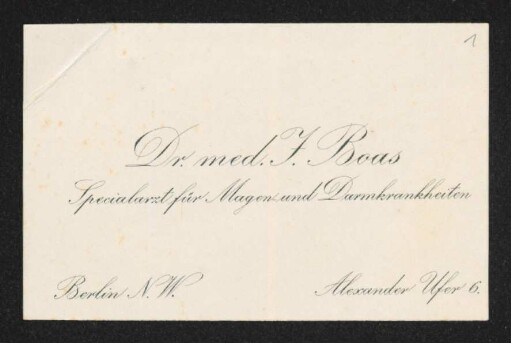 1
Dr. med. I. Boas
Specialarzt für Magen und Darmkrankheiten
Berlin N.W.
Alexander Ufer 6.